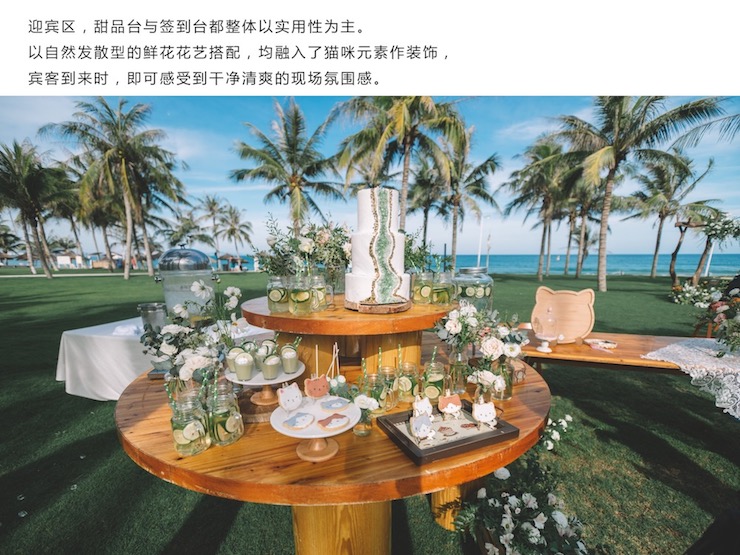 迎宾区，甜品台与签到台都整体以实用性为主。
以自然发散型的鲜花花艺搭配，均融入了猫咪元素作装饰，
宾客到来时，即可感受到干净清爽的现场氛围感。